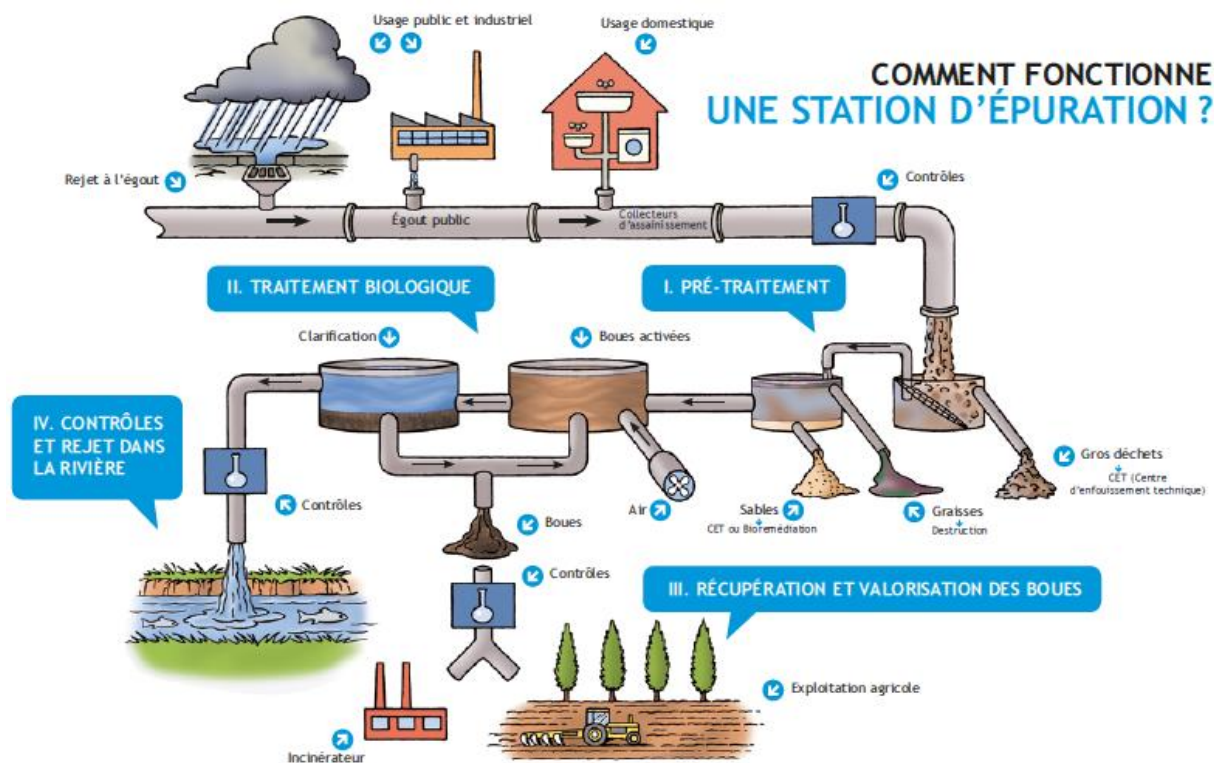 Usage public et industriel
Usage domestique
COMMENT FONCTIONNE
UNE STATION D'ÉPURATION ?
Rejet à l'égout
Contrôles
Égout public
Collecteurs
d'assainissement
II. TRAITEMENT BIOLOGIQUE
I. PRÉ-TRAITEMENT
Clarification
Boues activées
IV. CONTRÔLES
ET REJET DANS
LA RIVIÈRE
Gros déchets
CET (Centre
d'enfouissement technique)
Contrôles
Boues
Air
Sables
CET ou Bioremédiation
Graisses
Destruction
Contrôles
III. RÉCUPÉRATION ET VALORISATION DES BOUES
Exploitation agricole
Incinérateur